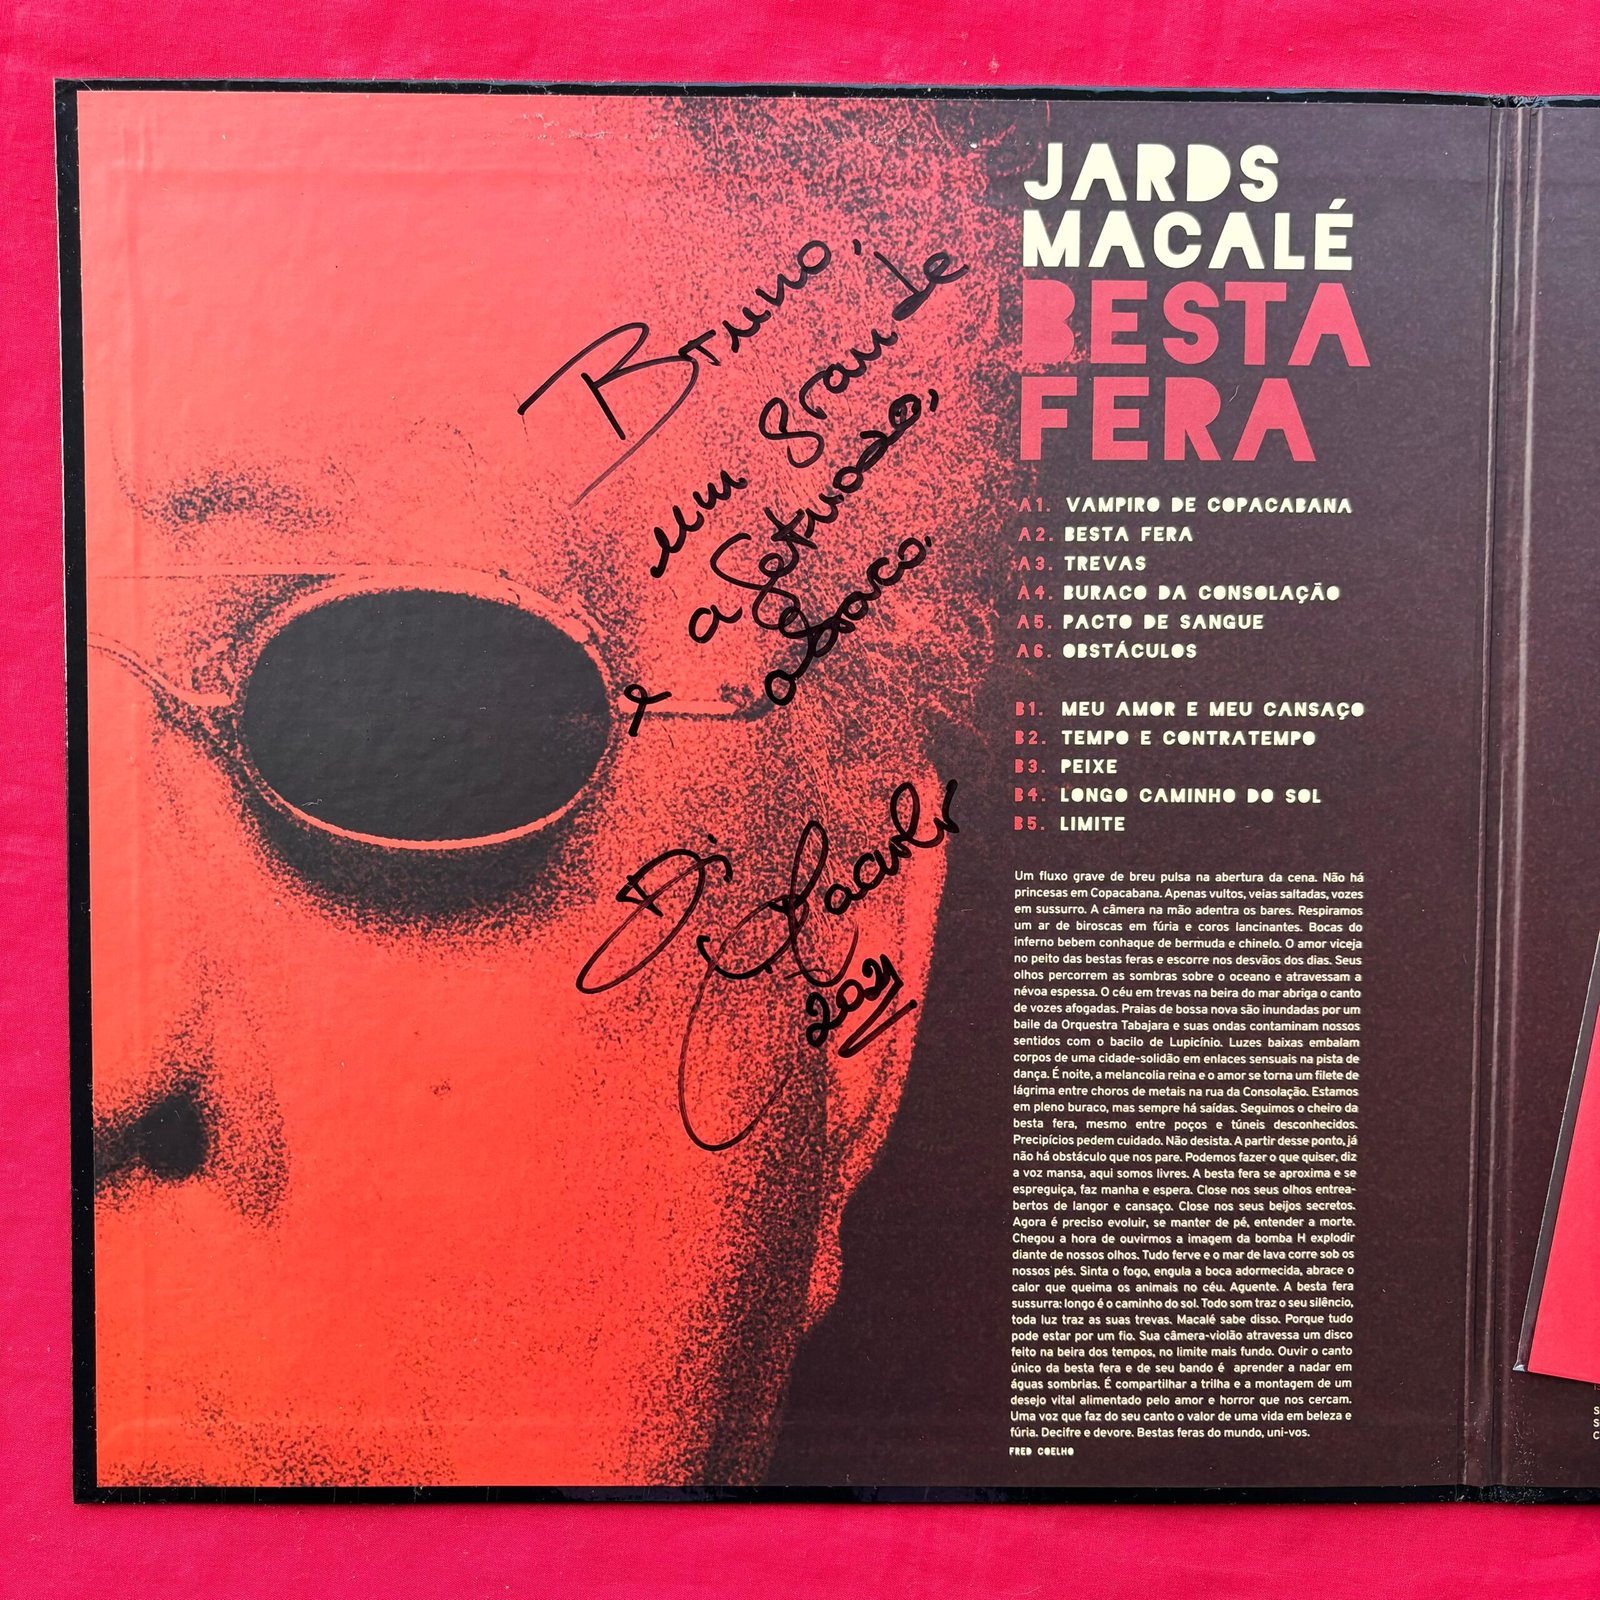 JARDS
MACALÉ
BESTA
FERA
Bruno,
um grande
e afetuoso,
abraço.
2021
A1. VAMPIRO DE COPACABANA
A2. BESTA FERA
A3. TREVAS
A4. BURACO DA CONSOLAÇÃO
A5. PACTO DE SANGUE
A6. OBSTÁCULOS
B1. MEU AMOR E MEU CANSAÇO
B2. TEMPO E CONTRATEMPO
B3. PEIXE
B4. LONGO CAMINHO DO SOL
B5. LIMITE
Um fluxo grave de breu pulsa na abertura da cena. Não há
princesas em Copacabana. Apenas vultos, veias saltadas, vozes
em sussurro. A câmera na mão adentra os bares. Respiramos
um ar de biroscas em fúria e coros lancinantes. Bocas do
inferno bebem conhaque de bermuda e chinelo. O amor viceja
no peito das bestas feras e escorre nos desvãos dos dias. Seus
olhos percorrem as sombras sobre o oceano e atravessam a
névoa espessa. O céu em trevas na beira do mar abriga o canto
de vozes afogadas. Praias de bossa nova são inundadas por um
baile da Orquestra Tabajara e suas ondas contaminam nossos
sentidos com o bacilo de Lupicínio. Luzes baixas embalam
corpos de uma cidade-solidão em enlaces sensuais na pista de
dança. É noite, a melancolia reina e o amor se torna um filete de
lágrima entre choros de metais na rua da Consolação. Estamos
em pleno buraco, mas sempre há saídas. Seguimos o cheiro da
besta fera, mesmo entre poços e túneis desconhecidos.
Precipícios pedem cuidado. Não desista. A partir desse ponto, já
não há obstáculo que nos pare. Podemos fazer o que quiser, diz
a voz mansa, aqui somos livres. A besta fera se aproxima e se
espreguiça, faz manha e espera. Close nos seus olhos entrea-
bertos de langor e cansaço. Close nos seus beijos secretos.
Agora é preciso evoluir, se manter de pé, entender a morte.
Chegou a hora de ouvirmos a imagem da bomba H explodir
diante de nossos olhos. Tudo ferve e o mar de lava corre sob os
nossos pés. Sinta o fogo, engula a boca adormecida, abrace o
calor que queima os animais no céu. Aguente. A besta fera
sussurra: longo é o caminho do sol. Todo som traz o seu silêncio,
toda luz traz as suas trevas. Macalé sabe disso. Porque tudo
pode estar por um fio. Sua câmera-violão atravessa um disco
feito na beira dos tempos, no limite mais fundo. Ouvir o canto
único da besta fera e de seu bando é aprender a nadar em
águas sombrias. É compartilhar a trilha e a montagem de um
desejo vital alimentado pelo amor e horror que nos cercam.
Uma voz que faz do seu canto o valor de uma vida em beleza e
fúria. Decifre e devore. Bestas feras do mundo, uni-vos.
FRED COELHO